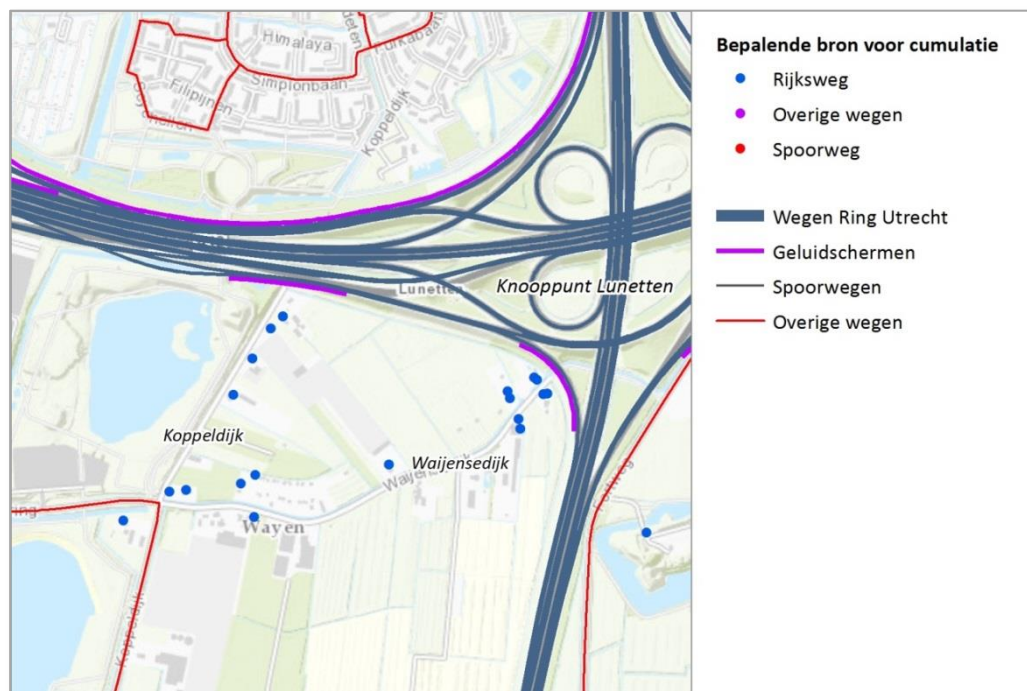 Himalaya
Simplonbaan
Filipijnen
Koppeldijk
Lunetten
Knooppunt Lunetten
Koppeldijk
Waijensedijk
Wayen
Koppeldijk
Bepalende bron voor cumulatie
Rijksweg
Overige wegen
Spoorweg
Wegen Ring Utrecht
Geluidschermen
Spoorwegen
Overige wegen